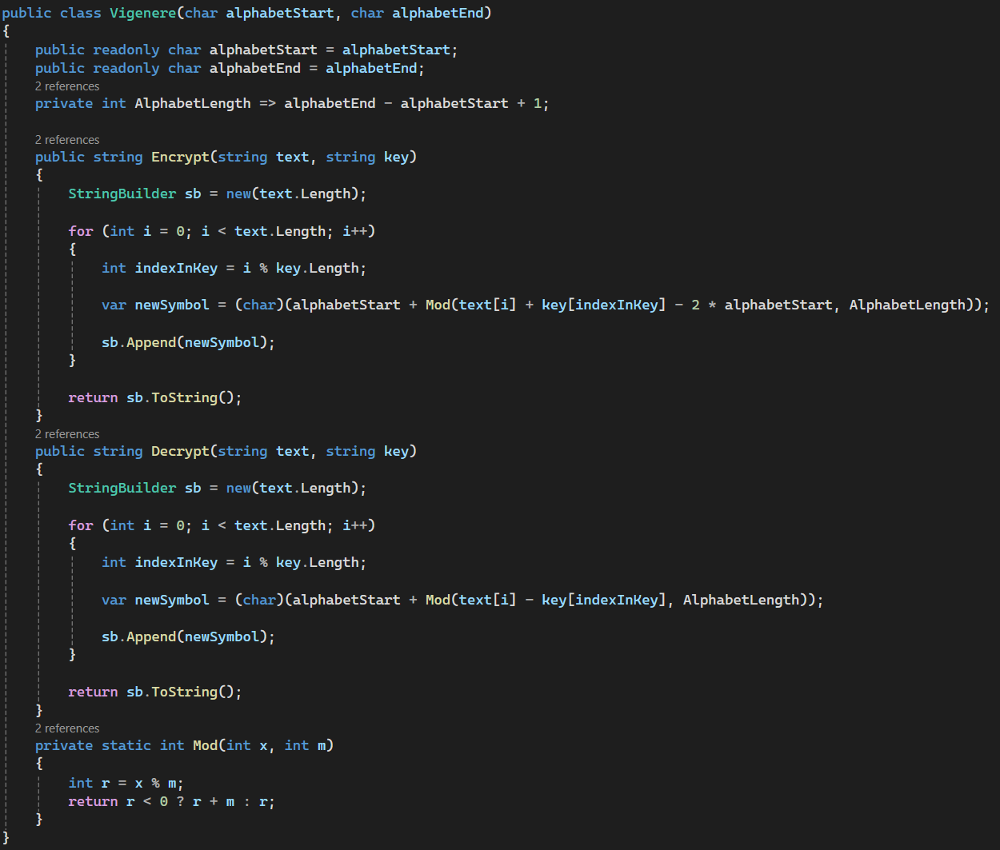 public class Vigenere(char alphabetStart, char alphabetEnd)
{
    public readonly char alphabetStart = alphabetStart;
    public readonly char alphabetEnd = alphabetEnd;
    2 references
    private int AlphabetLength => alphabetEnd - alphabetStart + 1;

    2 references
    public string Encrypt(string text, string key)
    {
        StringBuilder sb = new(text.Length);

        for (int i = 0; i < text.Length; i++)
        {
            int indexInKey = i % key.Length;

            var newSymbol = (char)(alphabetStart + Mod(text[i] + key[indexInKey] - 2 * alphabetStart, AlphabetLength));

            sb.Append(newSymbol);
        }

        return sb.ToString();
    }
    2 references
    public string Decrypt(string text, string key)
    {
        StringBuilder sb = new(text.Length);

        for (int i = 0; i < text.Length; i++)
        {
            int indexInKey = i % key.Length;

            var newSymbol = (char)(alphabetStart + Mod(text[i] - key[indexInKey], AlphabetLength));

            sb.Append(newSymbol);
        }

        return sb.ToString();
    }
    2 references
    private static int Mod(int x, int m)
    {
        int r = x % m;
        return r < 0 ? r + m : r;
    }
}